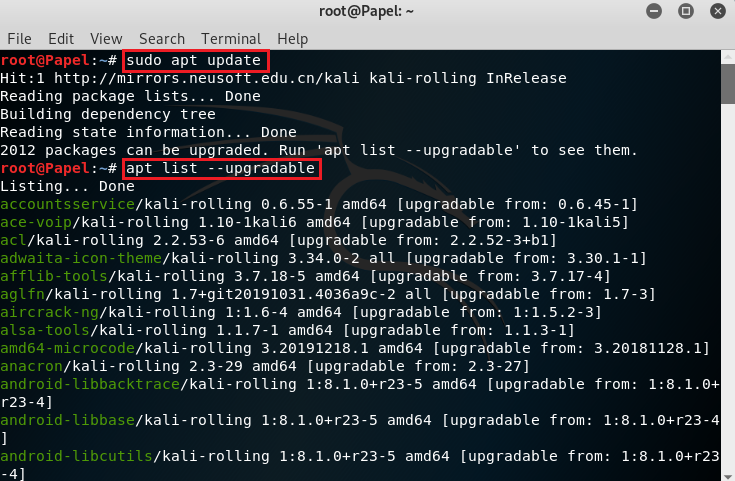 root@Papel: ~
File Edit View Search Terminal Help
root@Papel:~# sudo apt update
Hit:1 http://mirrors.neusoft.edu.cn/kali kali-rolling InRelease
Reading package lists... Done
Building dependency tree
Reading state information... Done
2012 packages can be upgraded. Run 'apt list --upgradable' to see them.
root@Papel:~# apt list --upgradable
Listing... Done
accountsservice/kali-rolling 0.6.55-1 amd64 [upgradable from: 0.6.45-1]
ace-voip/kali-rolling 1.10-1kali6 amd64 [upgradable from: 1.10-1kali5]
acl/kali-rolling 2.2.53-6 amd64 [upgradable from: 2.2.52-3+b1]
adwaita-icon-theme/kali-rolling 3.34.0-2 all [upgradable from: 3.30.1-1]
afflib-tools/kali-rolling 3.7.18-5 amd64 [upgradable from: 3.7.17-4]
aglfn/kali-rolling 1.7+git20191031.4036a9c-2 all [upgradable from: 1.7-3]
aircrack-ng/kali-rolling 1:1.6-4 amd64 [upgradable from: 1:1.5.2-3]
alsa-tools/kali-rolling 1.1.7-1 amd64 [upgradable from: 1.1.3-1]
amd64-microcode/kali-rolling 3.20191218.1 amd64 [upgradable from: 3.20181128.1]
anacron/kali-rolling 2.3-29 amd64 [upgradable from: 2.3-27]
android-libbacktrace/kali-rolling 1:8.1.0+r23-5 amd64 [upgradable from: 1:8.1.0+
r23-4]
android-libbase/kali-rolling 1:8.1.0+r23-5 amd64 [upgradable from: 1:8.1.0+r23-4
]
android-libcutils/kali-rolling 1:8.1.0+r23-5 amd64 [upgradable from: 1:8.1.0+r23
-4]